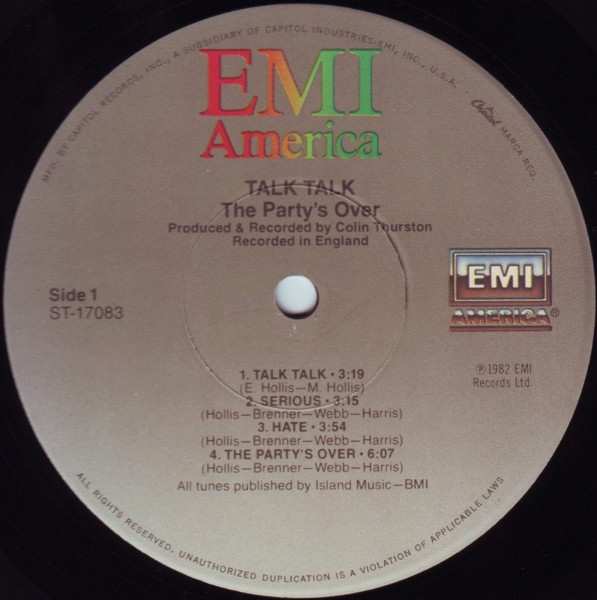 MFD. BY CAPITOL RECORDS, INC., A SUBSIDIARY OF CAPITOL INDUSTRIES-EMI, INC., U.S.A. · Capitol MARCA REG.
EMI
America
TALK TALK
The Party's Over
Produced & Recorded by Colin Thurston
Recorded in England
EMI
AMERICA®
Side 1
ST-17083
℗1982 EMI
Records Ltd.
1. TALK TALK • 3:19
(E. Hollis—M. Hollis)
2. SERIOUS • 3:15
(Hollis—Brenner—Webb—Harris)
3. HATE • 3:54
(Hollis—Brenner—Webb—Harris)
4. THE PARTY'S OVER • 6:07
(Hollis—Brenner—Webb—Harris)
All tunes published by Island Music—BMI
ALL RIGHTS RESERVED. UNAUTHORIZED DUPLICATION IS A VIOLATION OF APPLICABLE LAWS